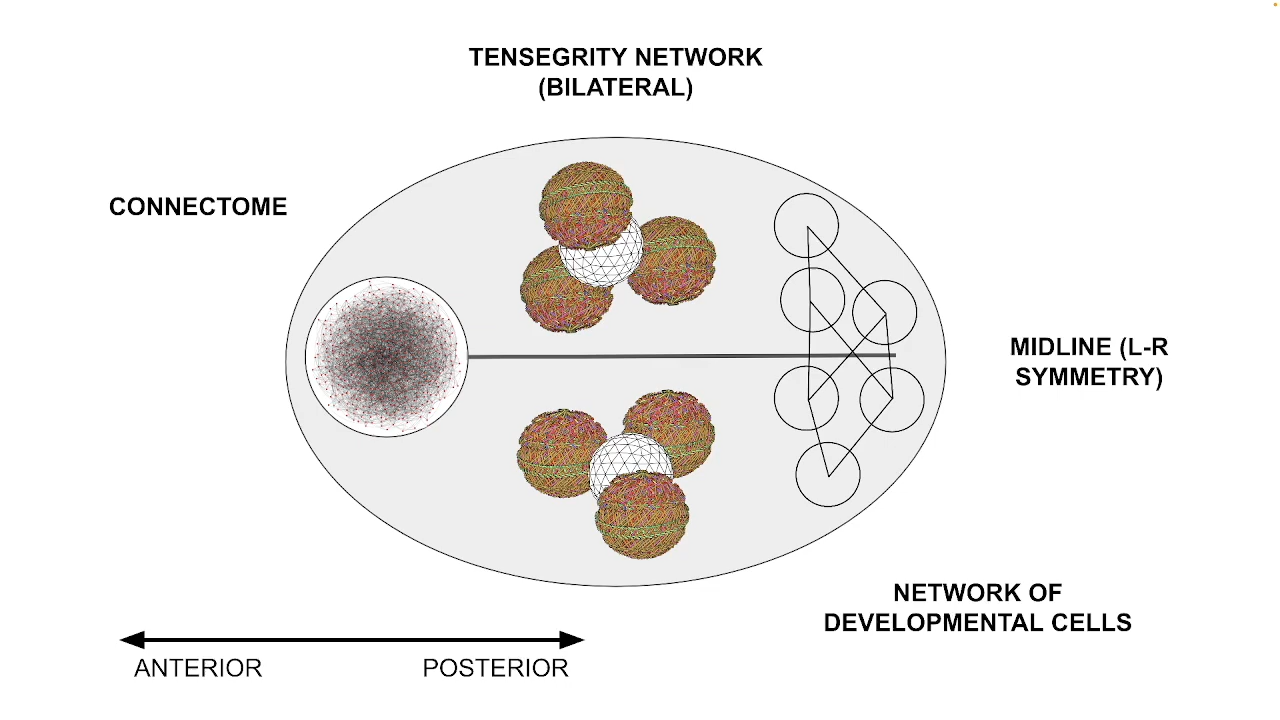 TENSEGRITY NETWORK
(BILATERAL)
CONNECTOME
MIDLINE (L-R
SYMMETRY)
NETWORK OF
DEVELOPMENTAL CELLS
ANTERIOR
POSTERIOR